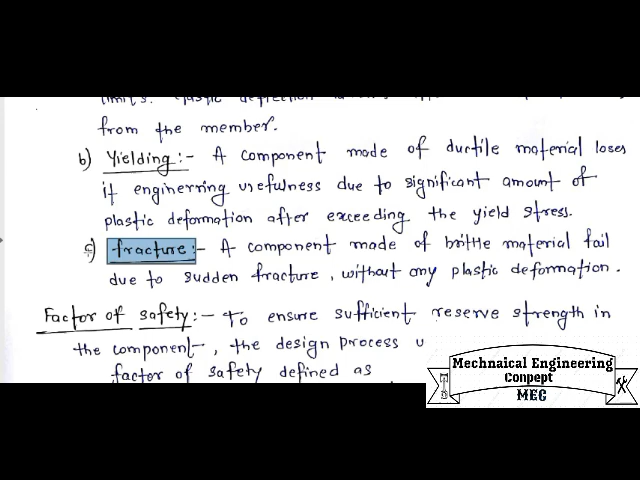 from the member.
b) Yielding :- A component made of ductile material loses
it enginerring usefulness due to significant amount of
plastic deformation after exceeding the yield stress.
c) fracture:- A component made of brittle material fail
due to sudden fracture, without any plastic deformation.
Factor of safety:- To ensure sufficient reserve strength in
the component, the design process u
factor of safety defined as
Mechnaical Engineering
Conpept
MEC